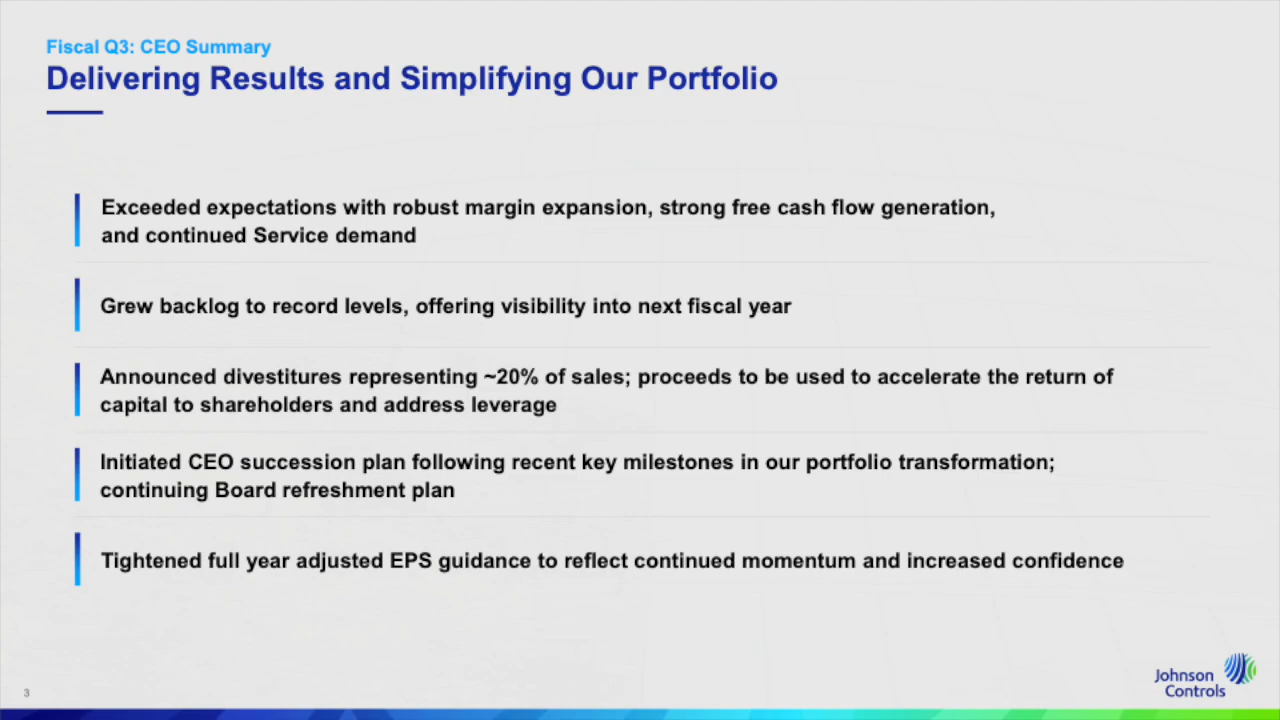 Fiscal Q3: CEO Summary
Delivering Results and Simplifying Our Portfolio
Exceeded expectations with robust margin expansion, strong free cash flow generation,
and continued Service demand
Grew backlog to record levels, offering visibility into next fiscal year
Announced divestitures representing ~20% of sales; proceeds to be used to accelerate the return of
capital to shareholders and address leverage
Initiated CEO succession plan following recent key milestones in our portfolio transformation;
continuing Board refreshment plan
Tightened full year adjusted EPS guidance to reflect continued momentum and increased confidence
3
Johnson
Controls